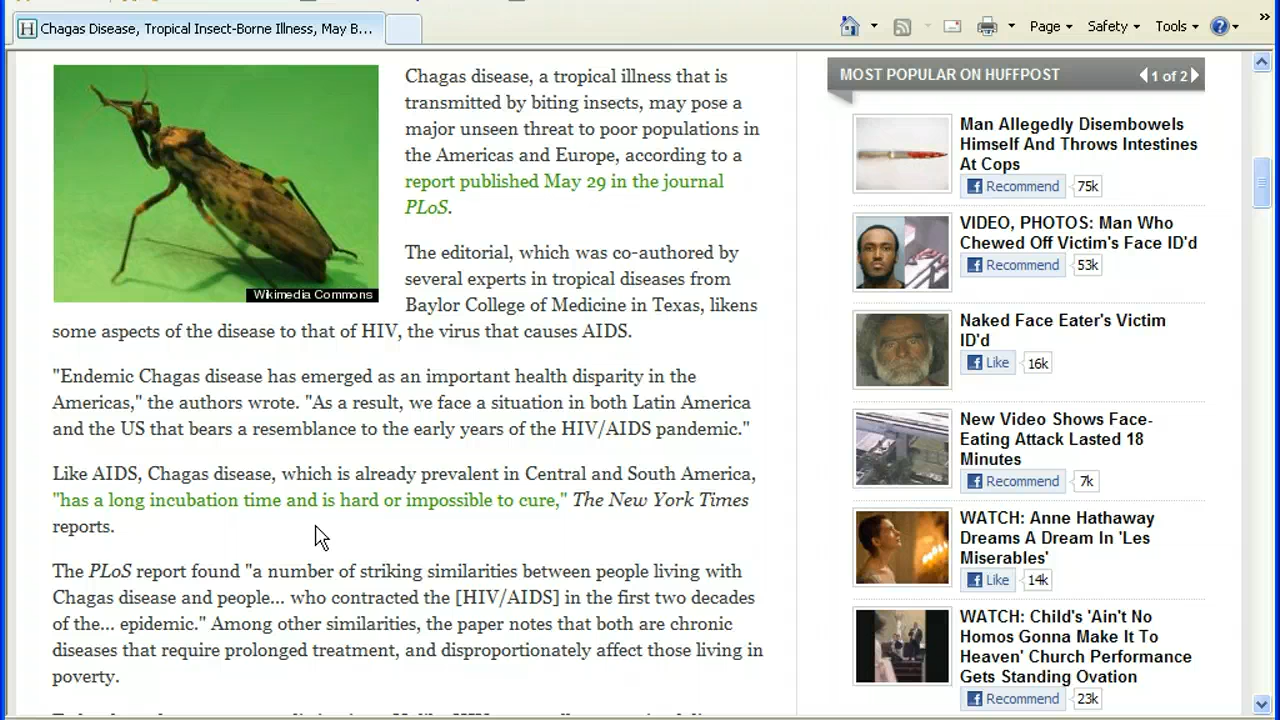 Chagas Disease, Tropical Insect-Borne Illness, May B...
Page
Safety
Tools
Wikimedia Commons
Chagas disease, a tropical illness that is
transmitted by biting insects, may pose a
major unseen threat to poor populations in
the Americas and Europe, according to a
report published May 29 in the journal
PLoS.
The editorial, which was co-authored by
several experts in tropical diseases from
Baylor College of Medicine in Texas, likens
some aspects of the disease to that of HIV, the virus that causes AIDS.
"Endemic Chagas disease has emerged as an important health disparity in the
Americas," the authors wrote. "As a result, we face a situation in both Latin America
and the US that bears a resemblance to the early years of the HIV/AIDS pandemic."
Like AIDS, Chagas disease, which is already prevalent in Central and South America,
"has a long incubation time and is hard or impossible to cure," The New York Times
reports.
The PLoS report found "a number of striking similarities between people living with
Chagas disease and people... who contracted the [HIV/AIDS] in the first two decades
of the... epidemic." Among other similarities, the paper notes that both are chronic
diseases that require prolonged treatment, and disproportionately affect those living in
poverty.
MOST POPULAR ON HUFFPOST
1 of 2
Man Allegedly Disembowels
Himself And Throws Intestines
At Cops
Recommend 75k
VIDEO, PHOTOS: Man Who
Chewed Off Victim's Face ID'd
Recommend 53k
Naked Face Eater's Victim
ID'd
Like 16k
New Video Shows Face-
Eating Attack Lasted 18
Minutes
Recommend 7k
WATCH: Anne Hathaway
Dreams A Dream In 'Les
Miserables'
Like 14k
WATCH: Child's 'Ain't No
Homos Gonna Make It To
Heaven' Church Performance
Gets Standing Ovation
Recommend 23k